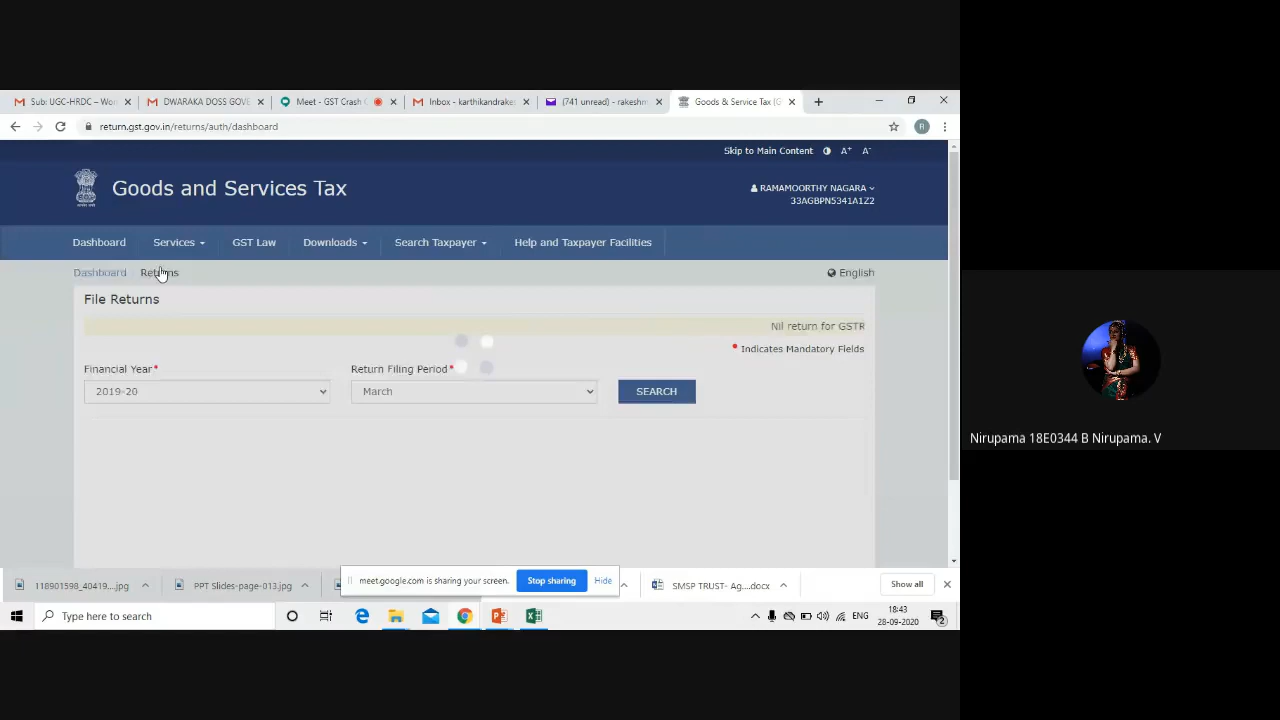 Sub: UGC-HRDC – Wor
DWARAKA DOSS GOVE
Meet - GST Crash C
Inbox - karthikandrakes
(741 unread) - rakeshm
Goods & Service Tax (G
return.gst.gov.in/returns/auth/dashboard
R
Skip to Main Content A+ A-
Goods and Services Tax
RAMAMOORTHY NAGARA
33AGBPN5341A1Z2
Dashboard Services GST Law Downloads Search Taxpayer Help and Taxpayer Facilities
Dashboard Returns
English
File Returns
Nil return for GSTR
* Indicates Mandatory Fields
Financial Year*
Return Filing Period*
2019-20
March
SEARCH
Nirupama 18E0344 B Nirupama. V
118901598_40419....jpg
PPT Slides-page-013.jpg
meet.google.com is sharing your screen.
Stop sharing
Hide
SMSP TRUST- Ag....docx
Show all
Type here to search
ENG
18:43
28-09-2020
2